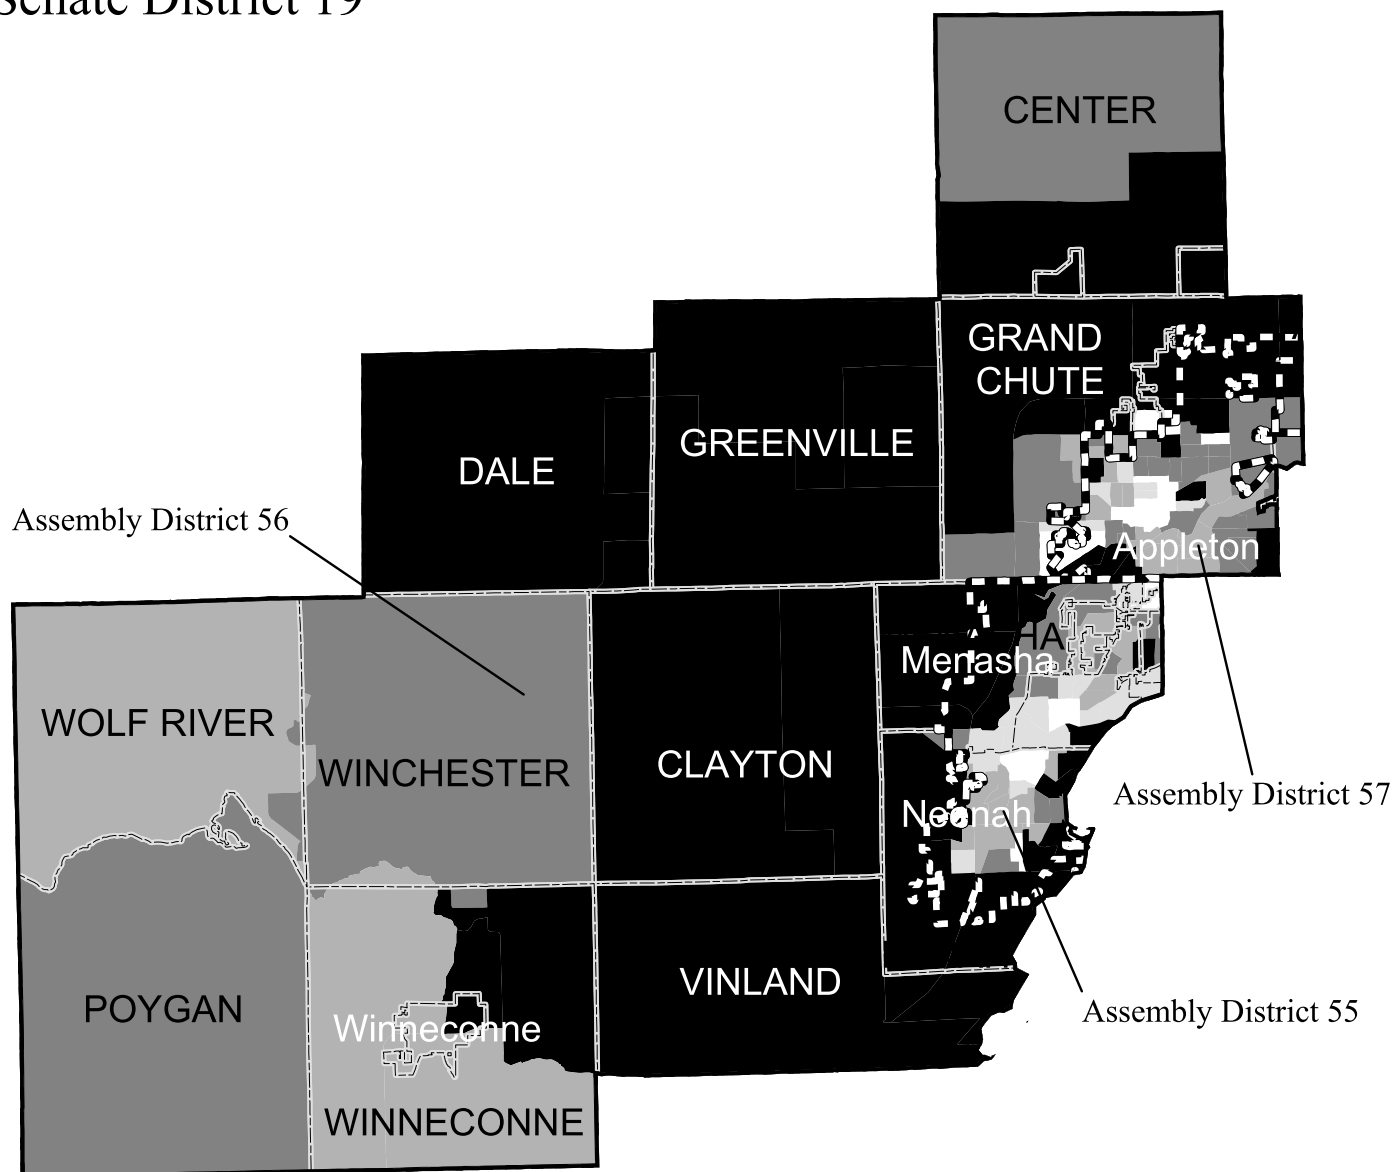 Senate District 19
CENTER
GRAND
CHUTE
GREENVILLE
DALE
Assembly District 56
Appleton
HA
Menasha
WOLF RIVER
WINCHESTER
CLAYTON
Assembly District 57
Neenah
VINLAND
POYGAN
Assembly District 55
Winneconne
WINNECONNE